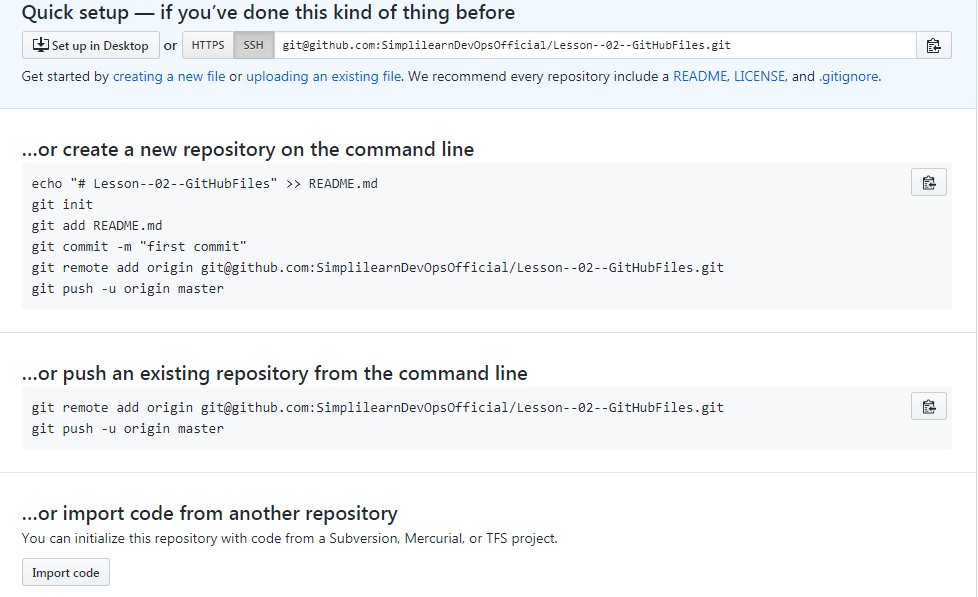 Quick setup — if you’ve done this kind of thing before
Set up in Desktop or HTTPS SSH git@github.com:SimplilearnDevOpsOfficial/Lesson--02--GitHubFiles.git
Get started by creating a new file or uploading an existing file. We recommend every repository include a README, LICENSE, and .gitignore.
…or create a new repository on the command line
echo "# Lesson--02--GitHubFiles" >> README.md
git init
git add README.md
git commit -m "first commit"
git remote add origin git@github.com:SimplilearnDevOpsOfficial/Lesson--02--GitHubFiles.git
git push -u origin master
…or push an existing repository from the command line
git remote add origin git@github.com:SimplilearnDevOpsOfficial/Lesson--02--GitHubFiles.git
git push -u origin master
…or import code from another repository
You can initialize this repository with code from a Subversion, Mercurial, or TFS project.
Import code